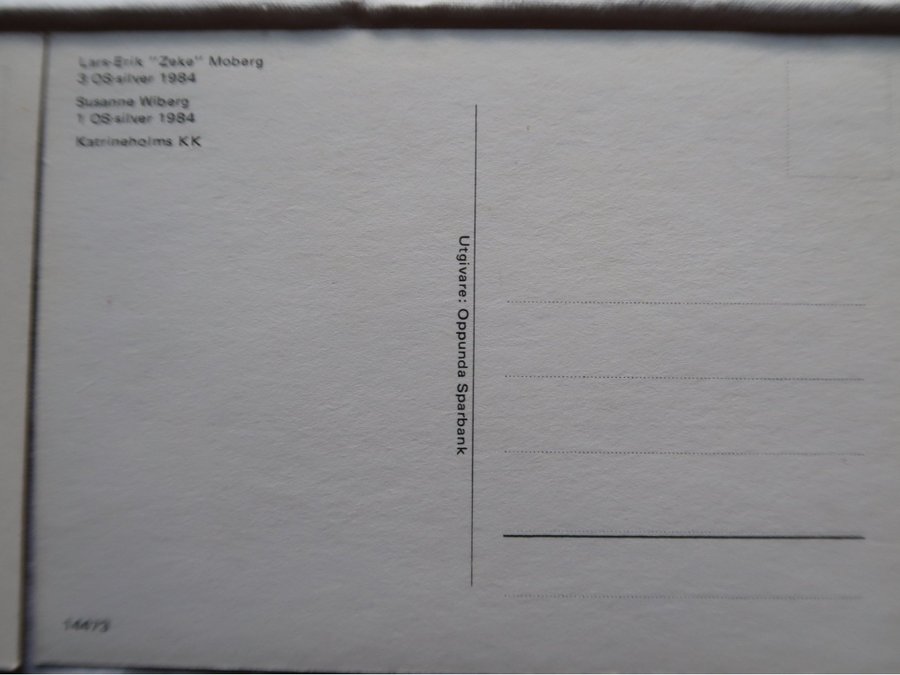 Lars-Erik "Zeke" Moberg
3 OS-silver 1984
Susanne Wiberg
1 OS-silver 1984
Katrineholms KK
Utgivare: Oppunda Sparbank
14473